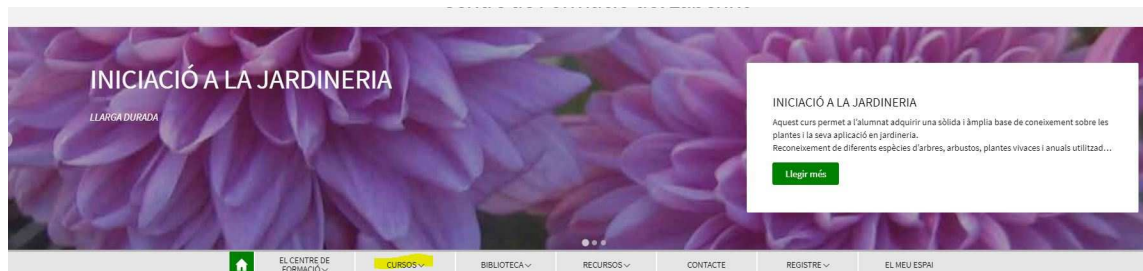 INICIACIÓ A LA JARDINERIA
LLARGA DURADA
INICIACIÓ A LA JARDINERIA
Aquest curs permet a l'alumnat adquirir una sòlida i àmplia base de coneixement sobre les
plantes i la seva aplicació en jardineria.
Reconeixement de diferents espècies d'arbres, arbustos, plantes vivaces i anuals utilitzad...
Llegir més
EL CENTRE DE
FORMACIÓ
CURSOS
BIBLIOTECA
RECURSOS
CONTACTE
REGISTRE
EL MEU ESPAI